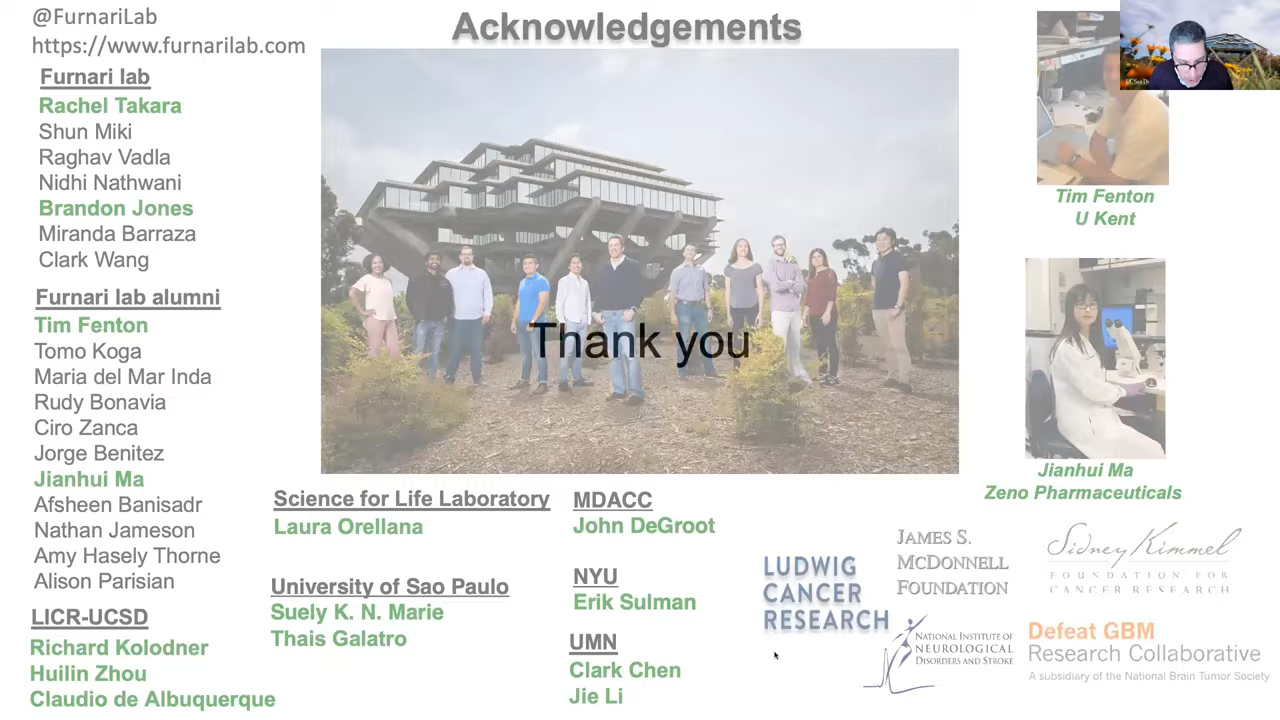 @FurnariLab
https://www.furnarilab.com
Acknowledgements
Furnari lab
Rachel Takara
Shun Miki
Raghav Vadla
Nidhi Nathwani
Brandon Jones
Miranda Barraza
Clark Wang
Furnari lab alumni
Tim Fenton
Tomo Koga
Maria del Mar Inda
Rudy Bonavia
Ciro Zanca
Jorge Benitez
Jianhui Ma
Afsheen Banisadr
Nathan Jameson
Amy Hasely Thorne
Alison Parisian
LICR-UCSD
Richard Kolodner
Huilin Zhou
Claudio de Albuquerque
Thank you
Science for Life Laboratory
Laura Orellana
University of Sao Paulo
Suely K. N. Marie
Thais Galatro
MDACC
John DeGroot
NYU
Erik Sulman
UMN
Clark Chen
Jie Li
Tim Fenton
U Kent
Jianhui Ma
Zeno Pharmaceuticals
LUDWIG
CANCER
RESEARCH
JAMES S.
MCDONNELL
FOUNDATION
Sidney Kimmel
FOUNDATION FOR
CANCER RESEARCH
NATIONAL INSTITUTE OF
NEUROLOGICAL
DISORDERS AND STROKE
Defeat GBM
Research Collaborative
A subsidiary of the National Brain Tumor Society